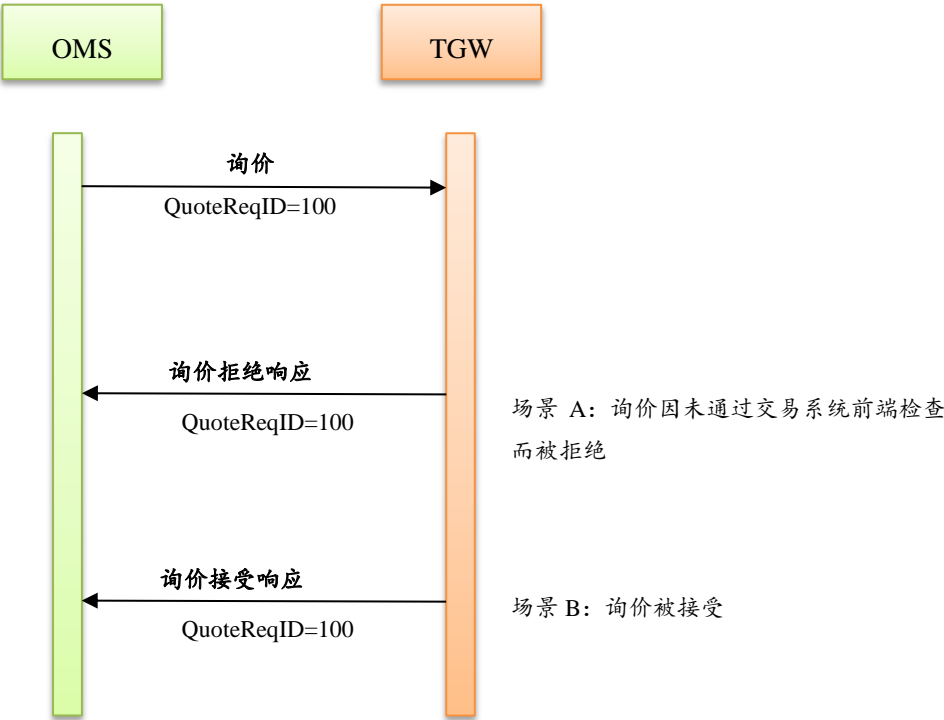 OMS
TGW
询价
QuoteReqID=100
询价拒绝响应
QuoteReqID=100
场景 A：询价因未通过交易系统前端检查
而被拒绝
询价接受响应
QuoteReqID=100
场景 B：询价被接受